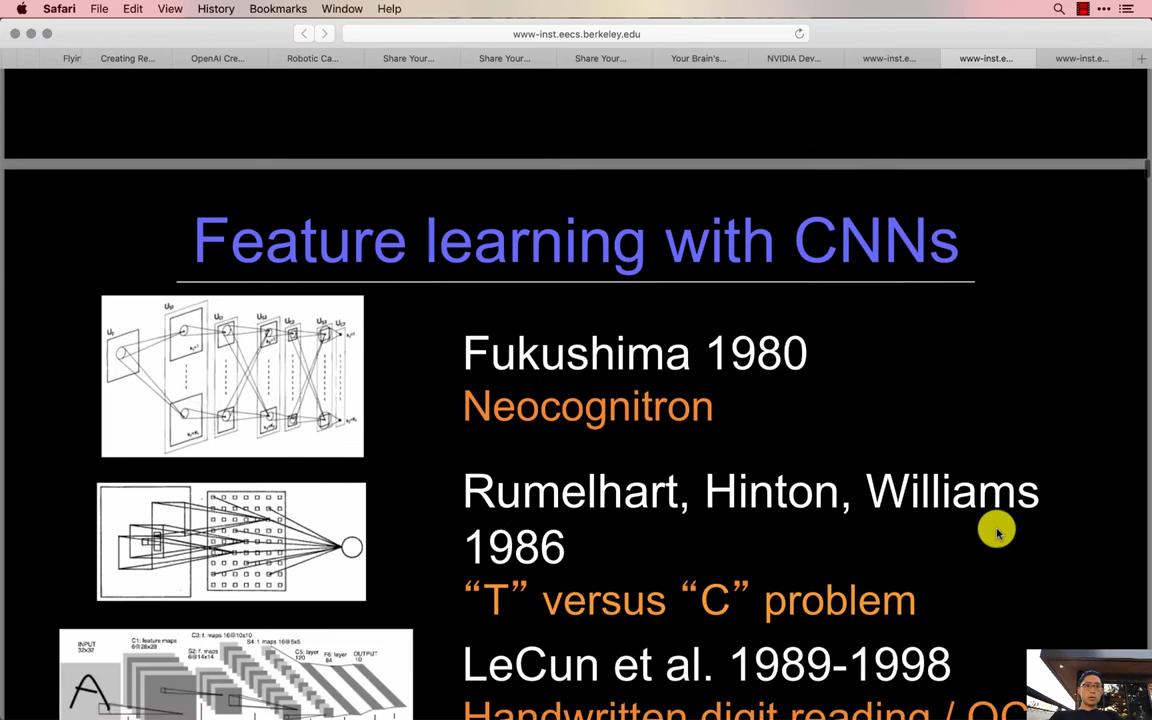 Safari File Edit View History Bookmarks Window Help
www-inst.eecs.berkeley.edu
Flyin Creating Re... OpenAI Cre... Robotic Ca... Share Your... Share Your... Share Your... Your Brain's... NVIDIA Dev... www-inst.e... www-inst.e... www-inst.e...
Feature learning with CNNs
Fukushima 1980
Neocognitron
Rumelhart, Hinton, Williams
1986
“T” versus “C” problem
INPUT
32x32
C1: feature maps
6@28x28
S2: f. maps
6@14x14
C3: f. maps 16@10x10
S4: f. maps 16@5x5
C5: layer
120
F6: layer
84
OUTPUT
10
A
LeCun et al. 1989-1998
Handwritten digit reading / OC